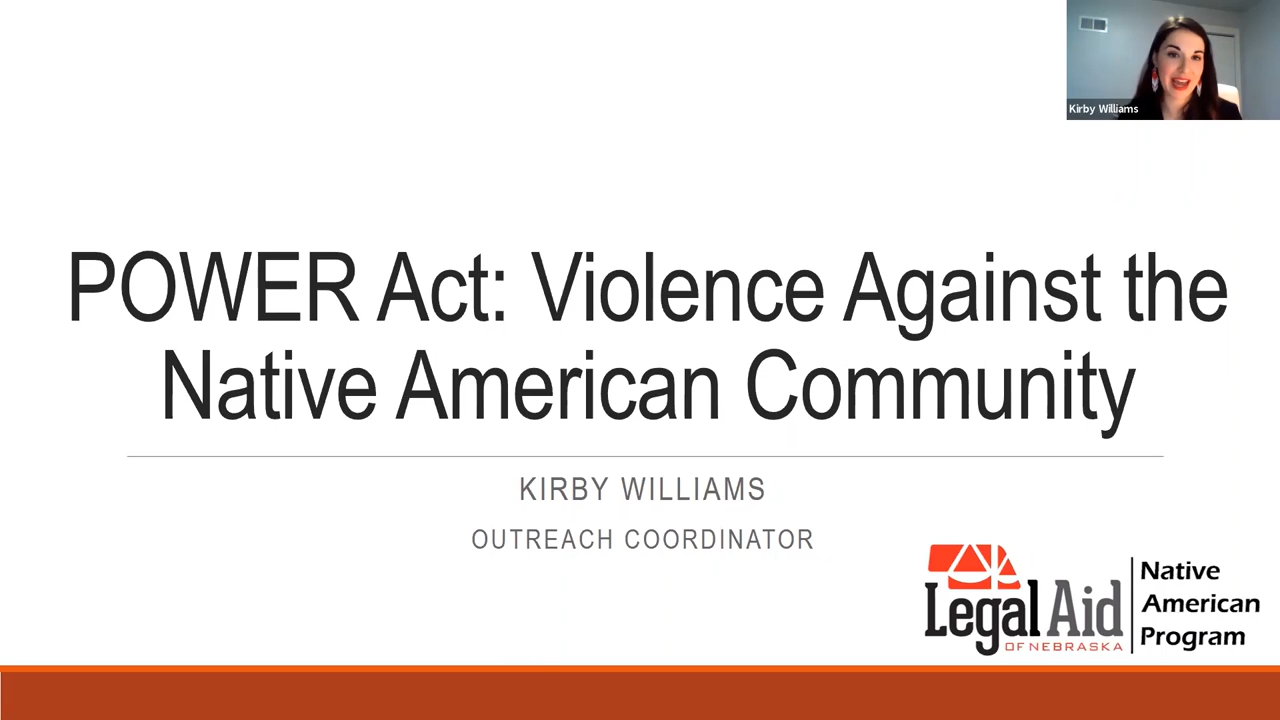 Kirby Williams
POWER Act: Violence Against the
Native American Community
KIRBY WILLIAMS
OUTREACH COORDINATOR
Legal Aid
OF NEBRASKA
Native
American
Program